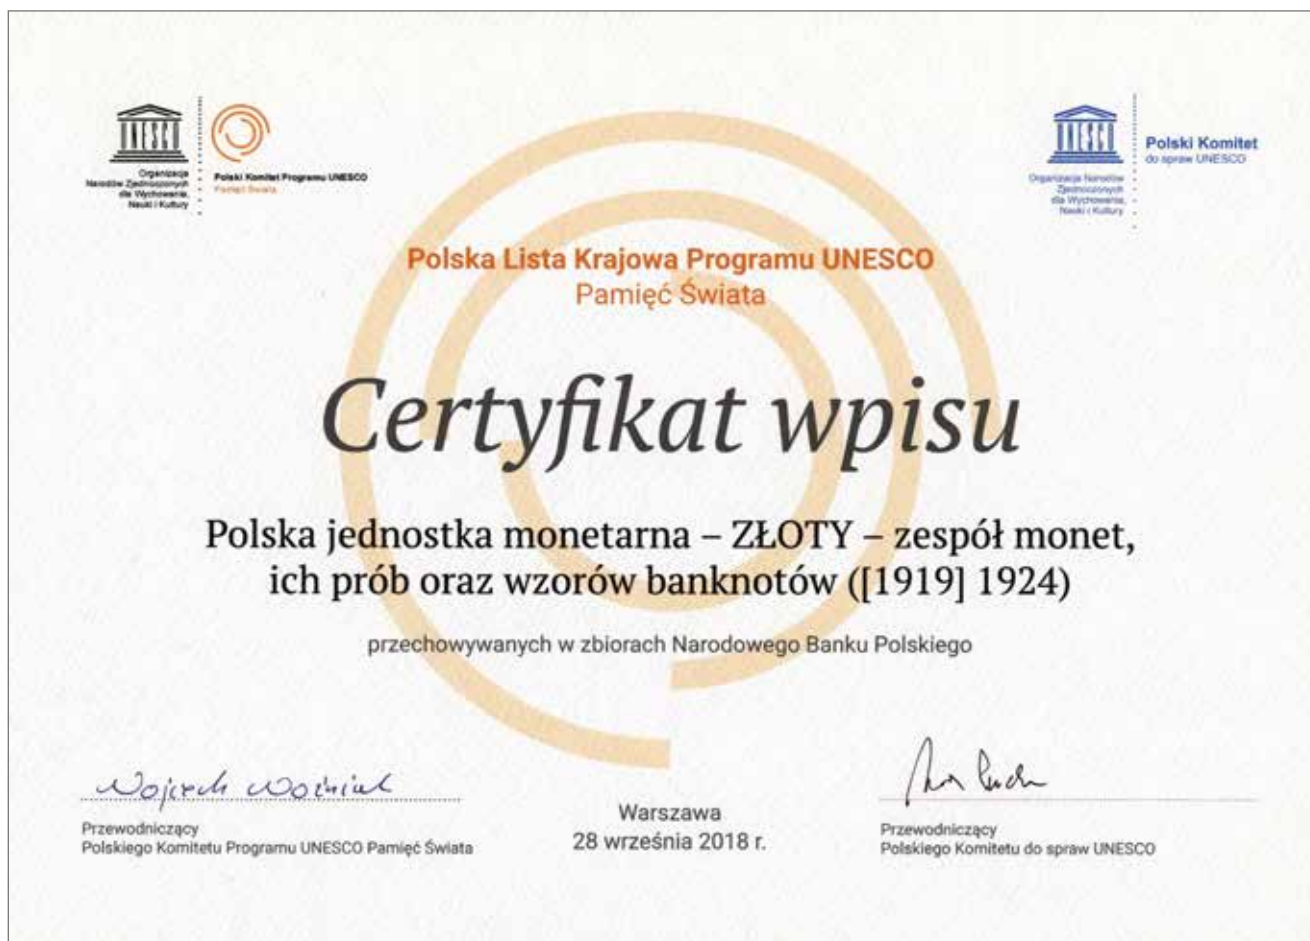 UNESCO
Organizacja
Narodów Zjednoczonych
dla Wychowania,
Nauki i Kultury
Polski Komitet Programu UNESCO
Pamięć Świata
UNESCO
Organizacja Narodów
Zjednoczonych
dla Wychowania,
Nauki i Kultury
Polski Komitet
do spraw UNESCO
Polska Lista Krajowa Programu UNESCO
Pamięć Świata
Certyfikat wpisu
Polska jednostka monetarna – ZŁOTY – zespół monet,
ich prób oraz wzorów banknotów ([1919] 1924)
przechowywanych w zbiorach Narodowego Banku Polskiego
Wojciech Woźniak
Przewodniczący
Polskiego Komitetu Programu UNESCO Pamięć Świata
Warszawa
28 września 2018 r.
Przewodniczący
Polskiego Komitetu do spraw UNESCO